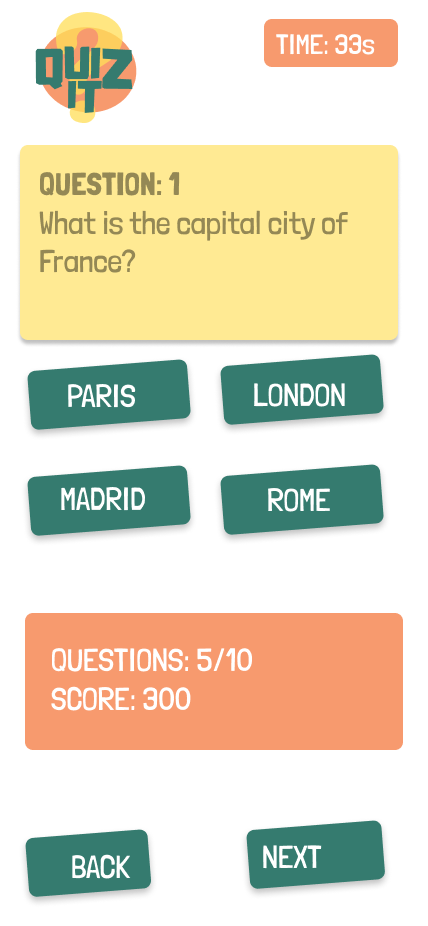 QUIZ
IT
TIME: 33s
QUESTION: 1
What is the capital city of
France?
PARIS
LONDON
MADRID
ROME
QUESTIONS: 5/10
SCORE: 300
BACK
NEXT